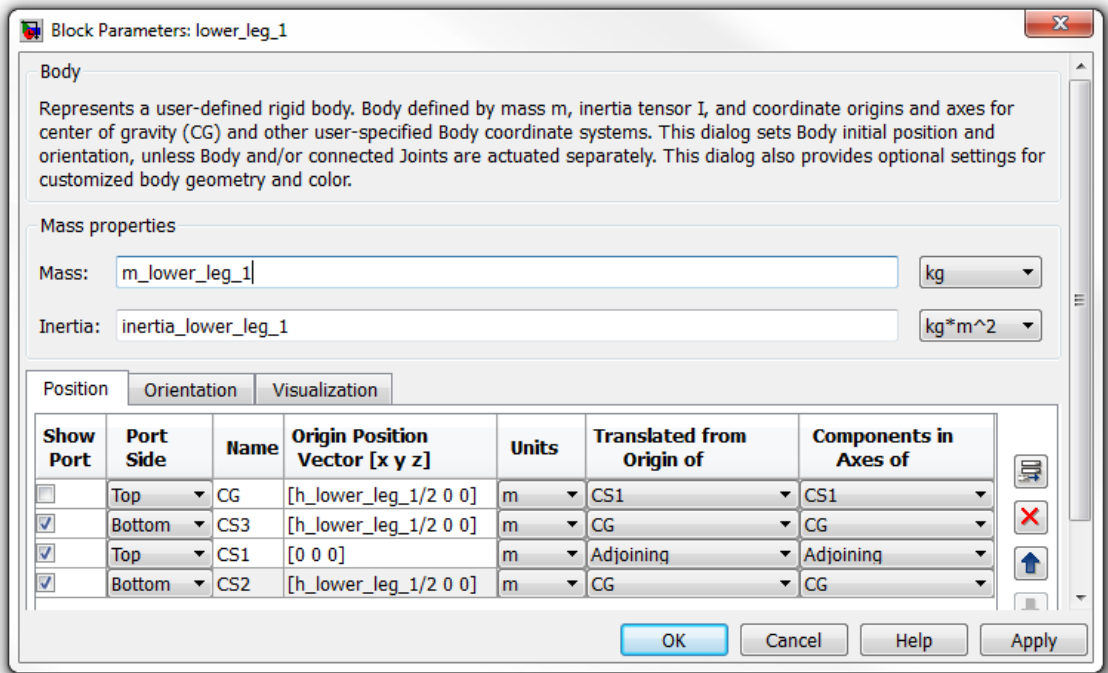 Block Parameters: lower_leg_1
Body
Represents a user-defined rigid body. Body defined by mass m, inertia tensor I, and coordinate origins and axes for
center of gravity (CG) and other user-specified Body coordinate systems. This dialog sets Body initial position and
orientation, unless Body and/or connected Joints are actuated separately. This dialog also provides optional settings for
customized body geometry and color.
Mass properties
Mass: m_lower_leg_1 kg
Inertia: inertia_lower_leg_1 kg*m^2
Position Orientation Visualization
Show Port Port Side Name Origin Position Vector [x y z] Units Translated from Origin of Components in Axes of
Top CG [h_lower_leg_1/2 0 0] m CS1 CS1
Bottom CS3 [h_lower_leg_1/2 0 0] m CG CG
Top CS1 [0 0 0] m Adjoining Adjoining
Bottom CS2 [h_lower_leg_1/2 0 0] m CG CG
OK Cancel Help Apply